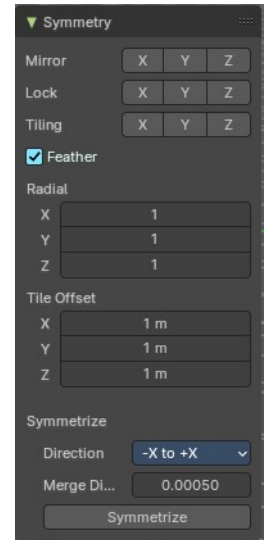 Symmetry
Mirror X Y Z
Lock X Y Z
Tiling X Y Z
Feather
Radial
X 1
Y 1
Z 1
Tile Offset
X 1 m
Y 1 m
Z 1 m
Symmetrize
Direction -X to +X
Merge Di... 0.00050
Symmetrize